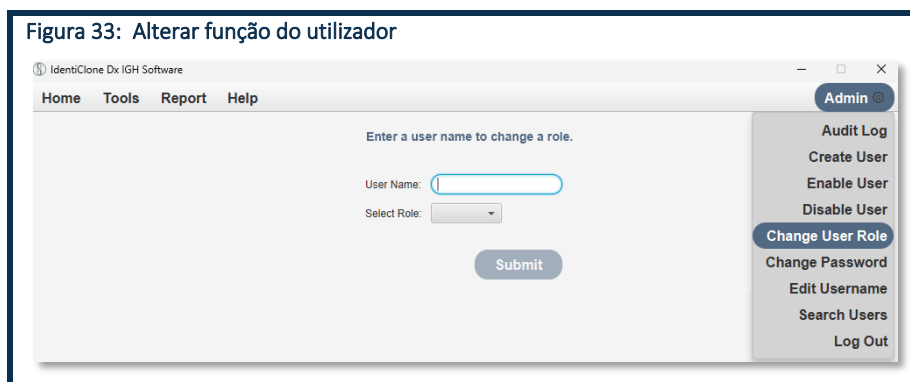 Figura 33: Alterar função do utilizador
IdentiClone Dx IGH Software
Home Tools Report Help Admin
Enter a user name to change a role.
User Name:
Select Role:
Submit
Audit Log
Create User
Enable User
Disable User
Change User Role
Change Password
Edit Username
Search Users
Log Out